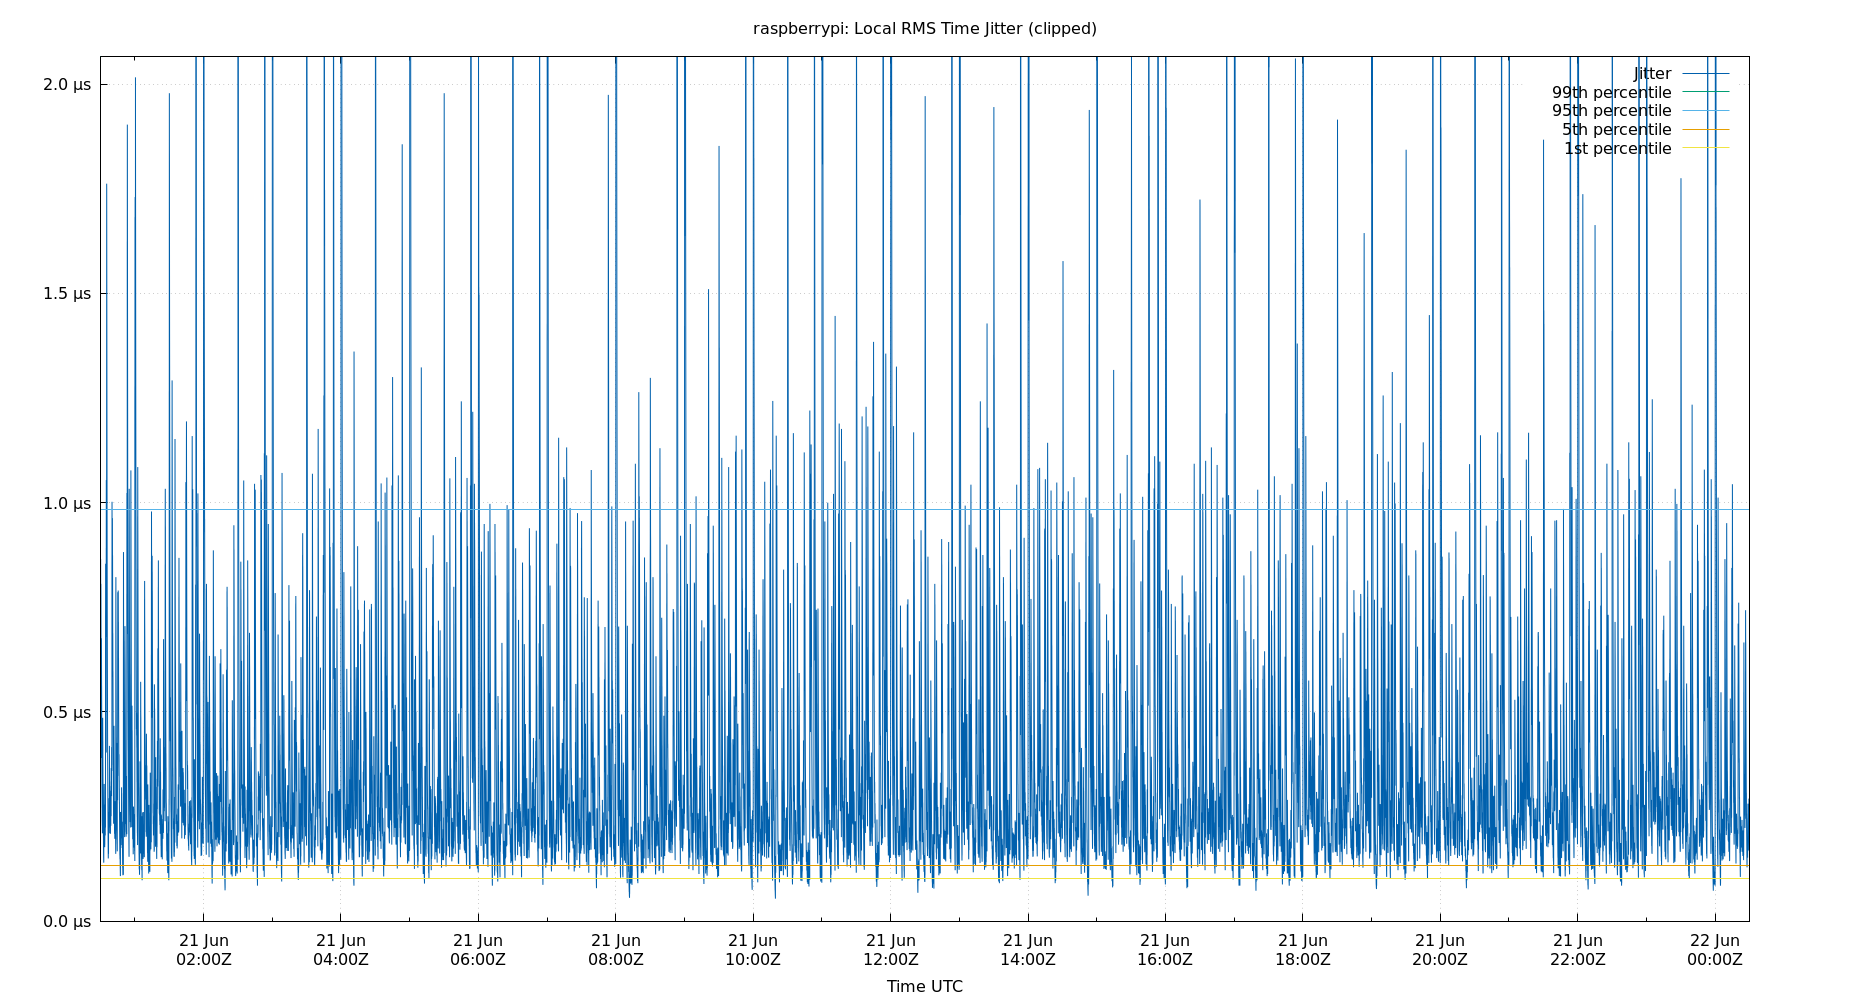 raspberrypi: Local RMS Time Jitter (clipped)
2.0 µs
1.5 µs
1.0 µs
0.5 µs
0.0 µs
Jitter
99th percentile
95th percentile
5th percentile
1st percentile
21 Jun 02:00Z
21 Jun 04:00Z
21 Jun 06:00Z
21 Jun 08:00Z
21 Jun 10:00Z
21 Jun 12:00Z
21 Jun 14:00Z
21 Jun 16:00Z
21 Jun 18:00Z
21 Jun 20:00Z
21 Jun 22:00Z
22 Jun 00:00Z
Time UTC